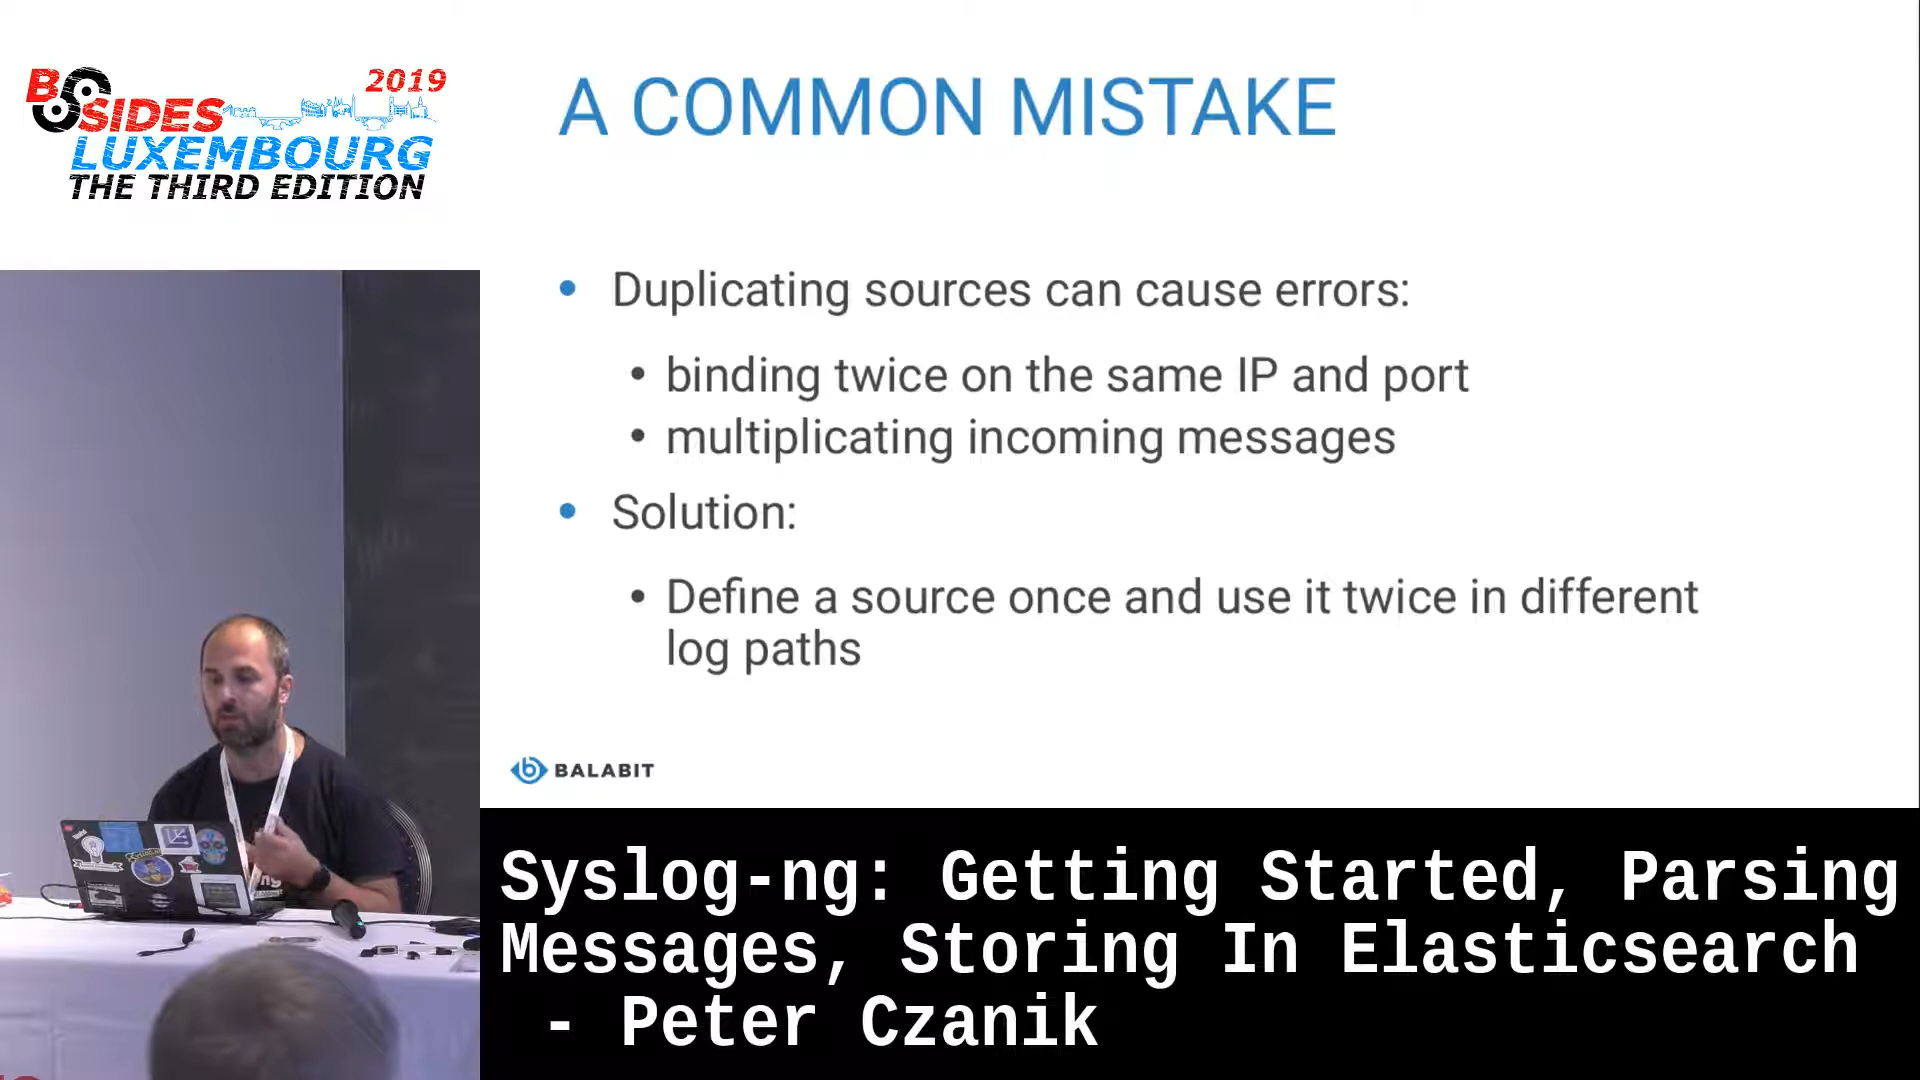 BSIDES 2019
LUXEMBOURG
THE THIRD EDITION
A COMMON MISTAKE
• Duplicating sources can cause errors:
• binding twice on the same IP and port
• multiplicating incoming messages
• Solution:
• Define a source once and use it twice in different
log paths
BALABIT
Syslog-ng: Getting Started, Parsing
Messages, Storing In Elasticsearch
- Peter Czanik